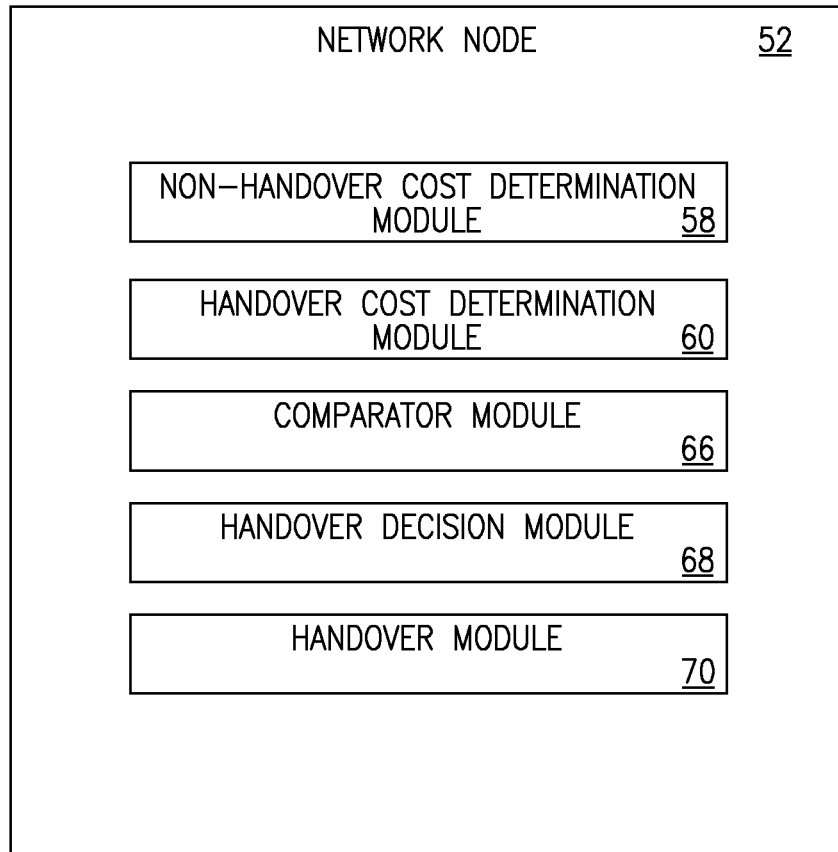 NETWORK NODE 52
NON-HANDOVER COST DETERMINATION
MODULE 58
HANDOVER COST DETERMINATION
MODULE 60
COMPARATOR MODULE
66
HANDOVER DECISION MODULE
68
HANDOVER MODULE
70